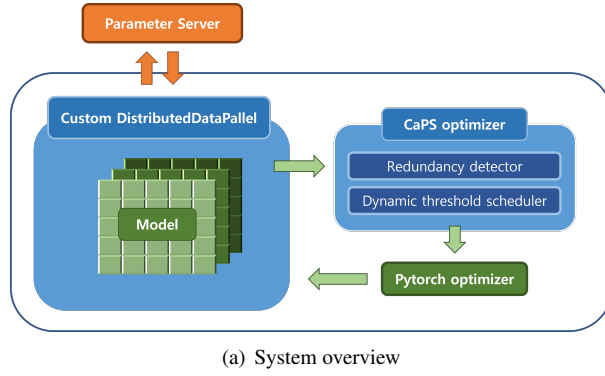 Parameter Server
Custom DistributedDataPallel
CaPS optimizer
Redundancy detector
Dynamic threshold scheduler
Model
Pytorch optimizer
(a) System overview